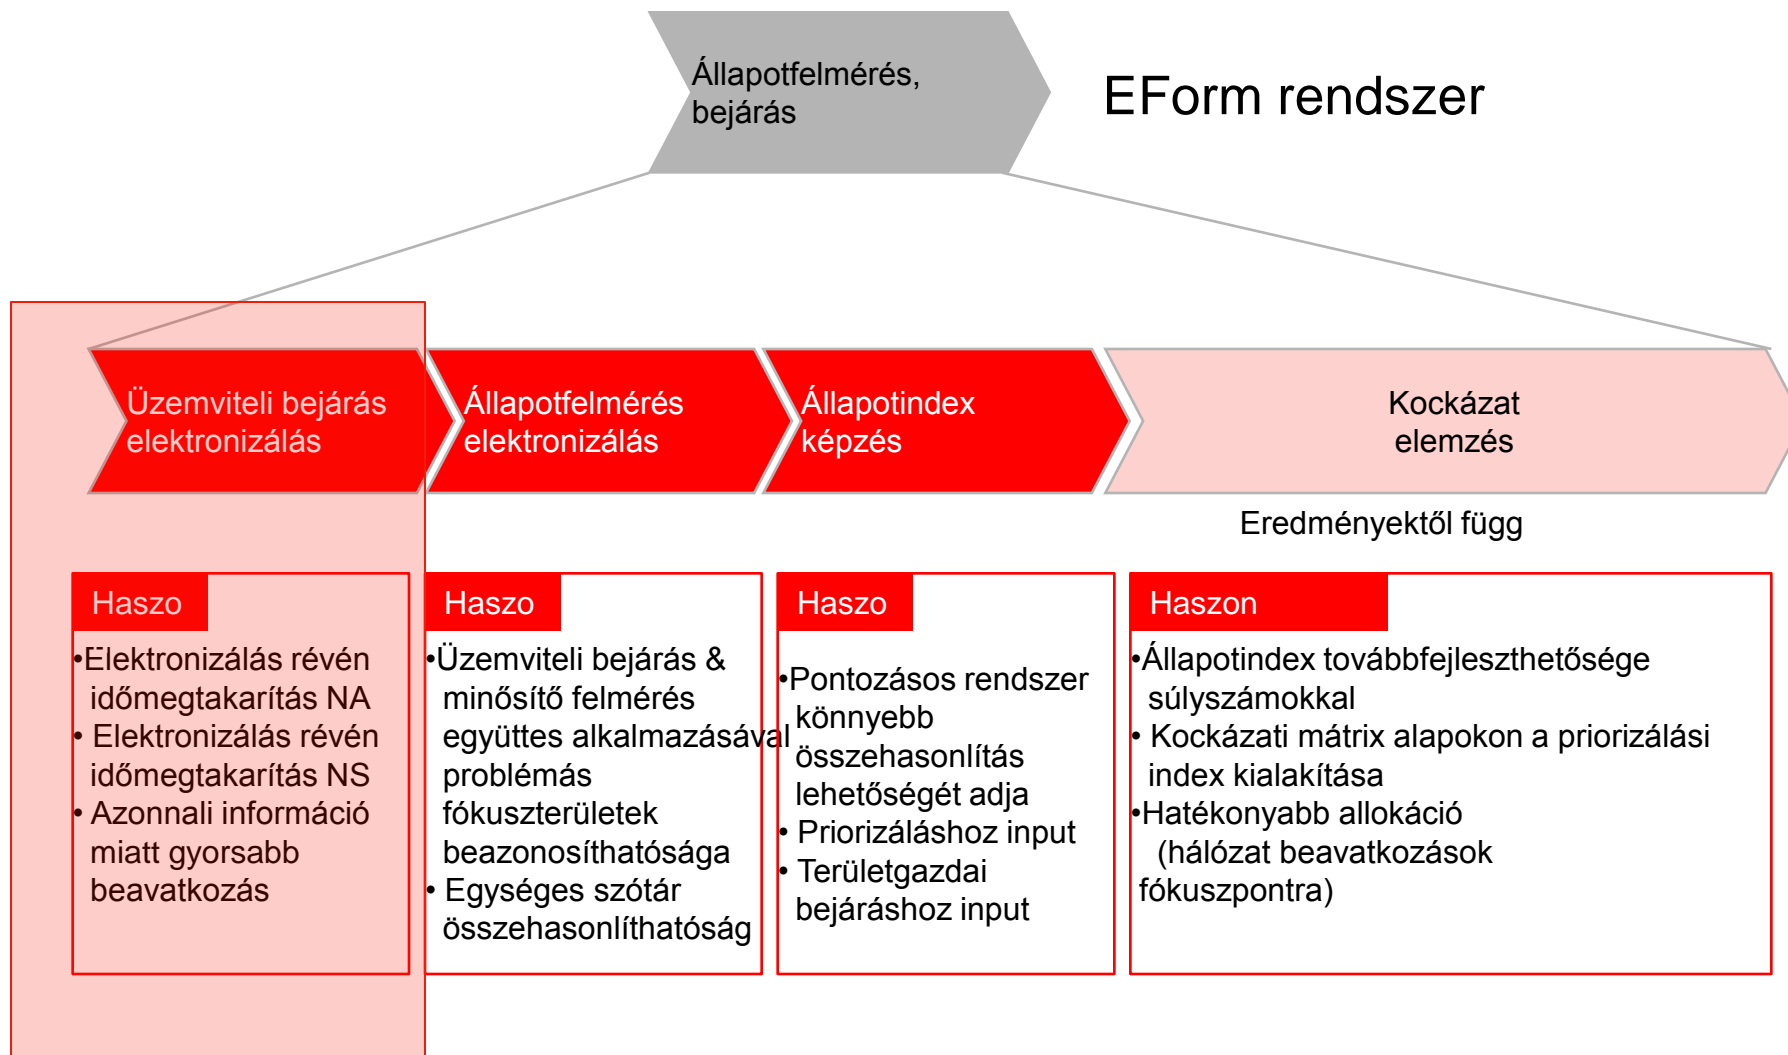 Állapotfelmérés,
bejárás
EForm rendszer
Üzemviteli bejárás
elektronizálás
Állapotfelmérés
elektronizálás
Állapotindex
képzés
Kockázat
elemzés
Eredményektől függ
Haszo
•Elektronizálás révén
időmegtakarítás NA
• Elektronizálás révén
időmegtakarítás NS
• Azonnali információ
miatt gyorsabb
beavatkozás
Haszo
•Üzemviteli bejárás &
minősítő felmérés
együttes alkalmazásával
problémás
fókuszterületek
beazonosíthatósága
• Egységes szótár
összehasonlíthatóság
Haszo
•Pontozásos rendszer
könnyebb
összehasonlítás
lehetőségét adja
• Priorizáláshoz input
• Területgazdai
bejáráshoz input
Haszon
•Állapotindex továbbfejleszthetősége
súlyszámokkal
• Kockázati mátrix alapokon a priorizálási
index kialakítása
•Hatékonyabb allokáció
(hálózat beavatkozások
fókuszpontra)